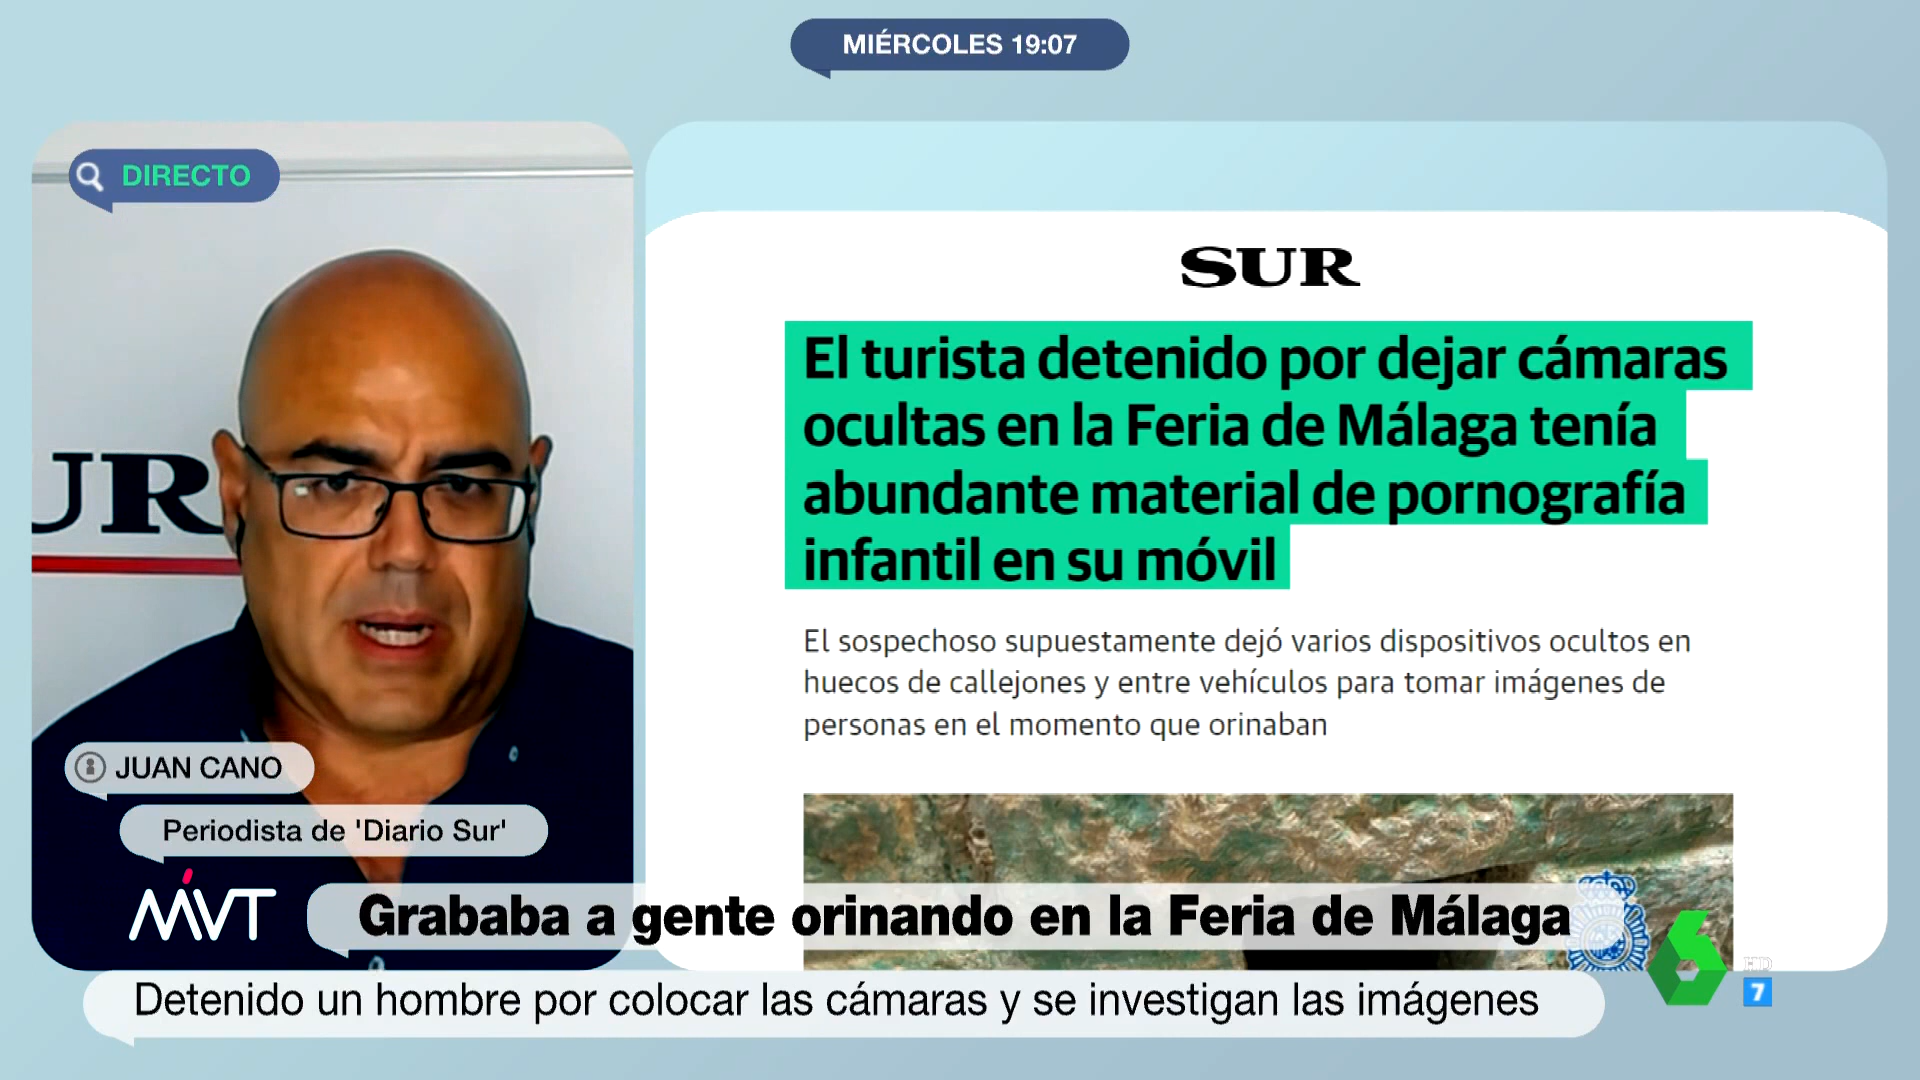 MIÉRCOLES 19:07
DIRECTO
UR
JUAN CANO
Periodista de 'Diario Sur'
SUR
El turista detenido por dejar cámaras
ocultas en la Feria de Málaga tenía
abundante material de pornografía
infantil en su móvil
El sospechoso supuestamente dejó varios dispositivos ocultos en
huecos de callejones y entre vehículos para tomar imágenes de
personas en el momento que orinaban
MVT
Grababa a gente orinando en la Feria de Málaga
Detenido un hombre por colocar las cámaras y se investigan las imágenes
6
HD
7